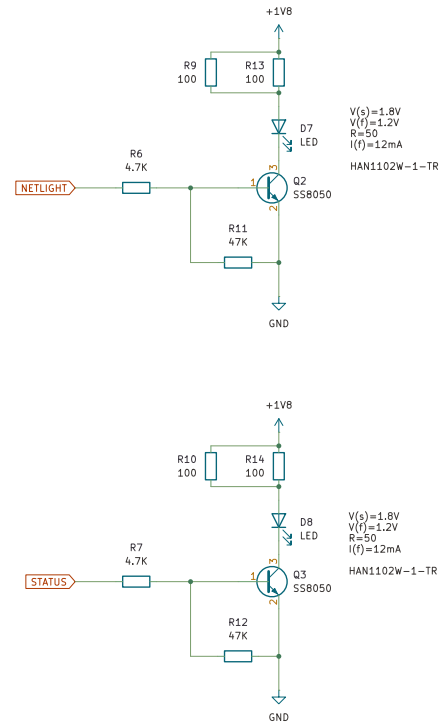 +1V8
R9
100
R13
100
D7
LED
V(s)=1.8V
V(f)=1.2V
R=50
I(f)=12mA
HAN1102W-1-TR
R6
4.7K
NETLIGHT
1
3
2
Q2
SS8050
R11
47K
GND
+1V8
R10
100
R14
100
D8
LED
V(s)=1.8V
V(f)=1.2V
R=50
I(f)=12mA
HAN1102W-1-TR
R7
4.7K
STATUS
1
3
2
Q3
SS8050
R12
47K
GND